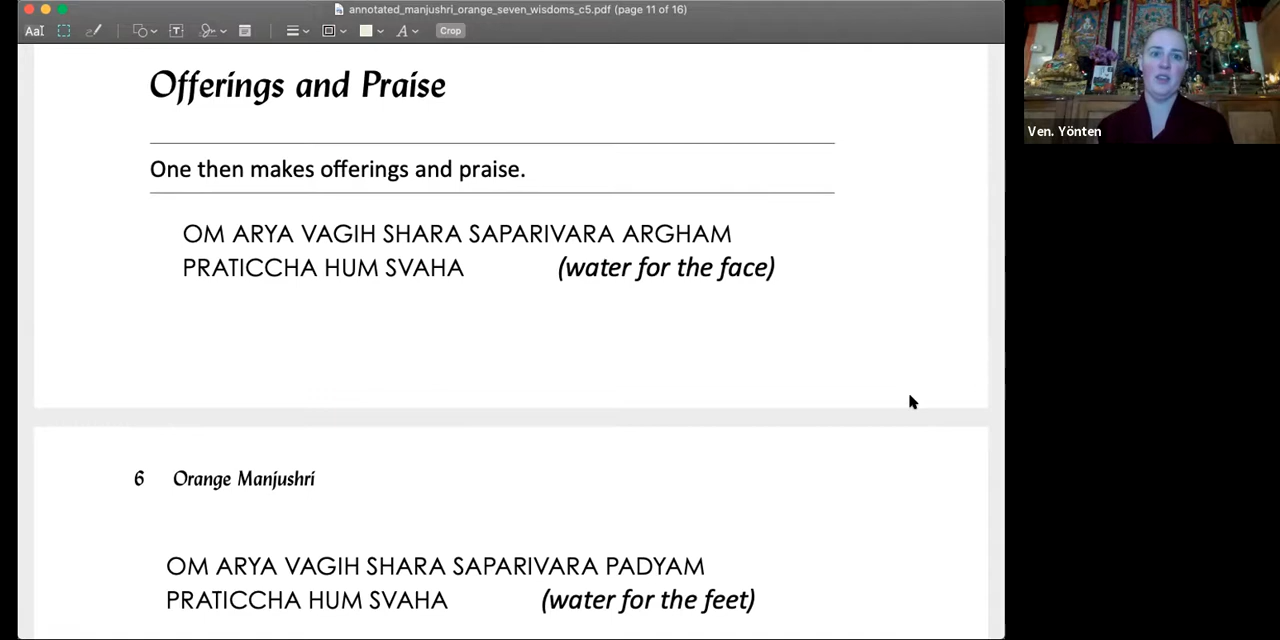 annotated_manjushri_orange_seven_wisdoms_c5.pdf (page 11 of 16)
AaI
T
A
Crop
Offerings and Praise
One then makes offerings and praise.
OM ARYA VAGIH SHARA SAPARIVARA ARGHAM
PRATICCHA HUM SVAHA (water for the face)
6 Orange Manjushri
OM ARYA VAGIH SHARA SAPARIVARA PADYAM
PRATICCHA HUM SVAHA (water for the feet)
Ven. Yönten